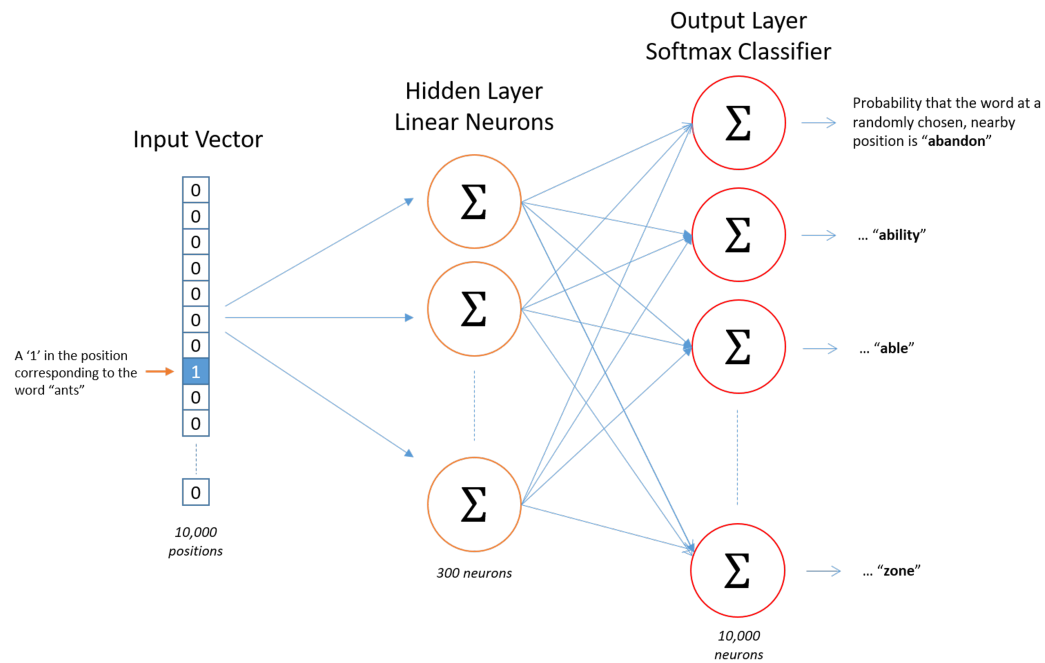 Output Layer
Softmax Classifier
Hidden Layer
Linear Neurons
Input Vector
Probability that the word at a
randomly chosen, nearby
position is “abandon”
0
0
0
0
0
0
0
1
0
0
0
A ‘1’ in the position
corresponding to the
word “ants”
10,000
positions
Σ
Σ
Σ
300 neurons
Σ
Σ
Σ
Σ
… “ability”
… “able”
… “zone”
10,000
neurons